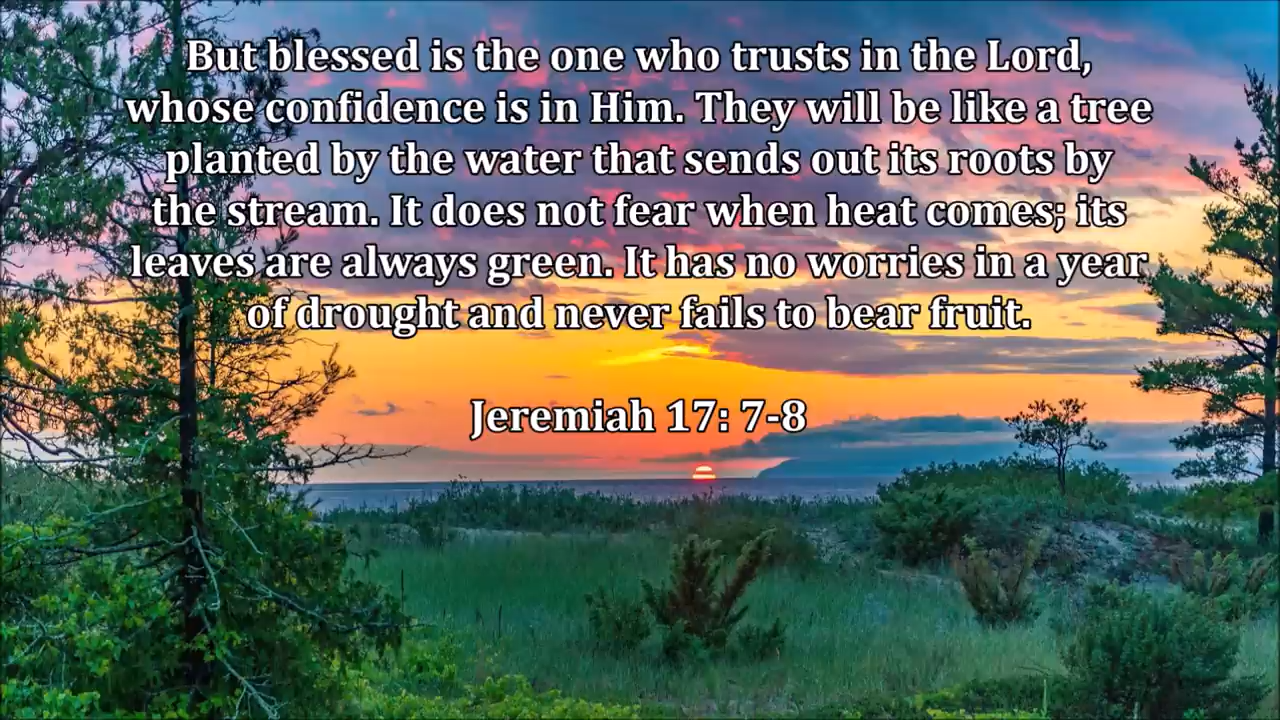 But blessed is the one who trusts in the Lord,
whose confidence is in Him. They will be like a tree
planted by the water that sends out its roots by
the stream. It does not fear when heat comes; its
leaves are always green. It has no worries in a year
of drought and never fails to bear fruit.
Jeremiah 17: 7-8